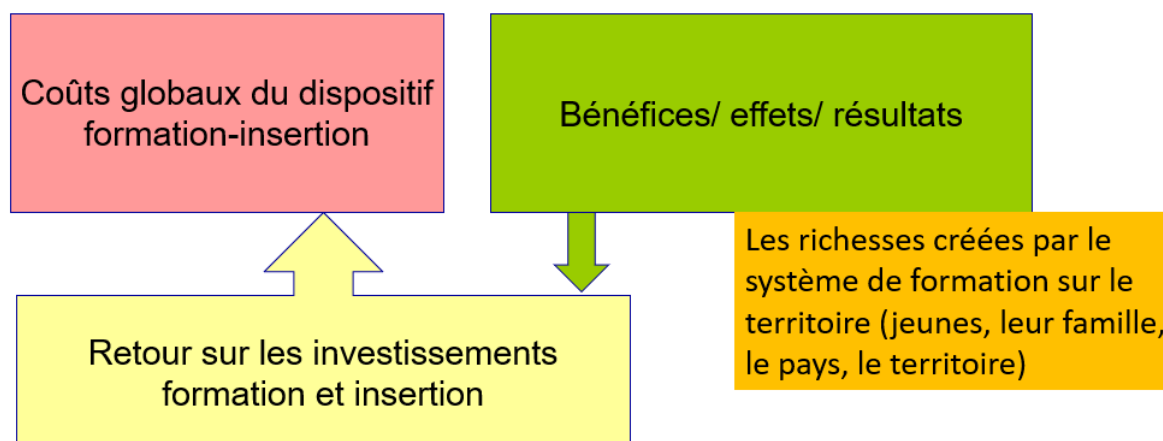 Coûts globaux du dispositif
formation-insertion
Bénéfices/ effets/ résultats
Les richesses créées par le
système de formation sur le
territoire (jeunes, leur famille,
le pays, le territoire)
Retour sur les investissements
formation et insertion